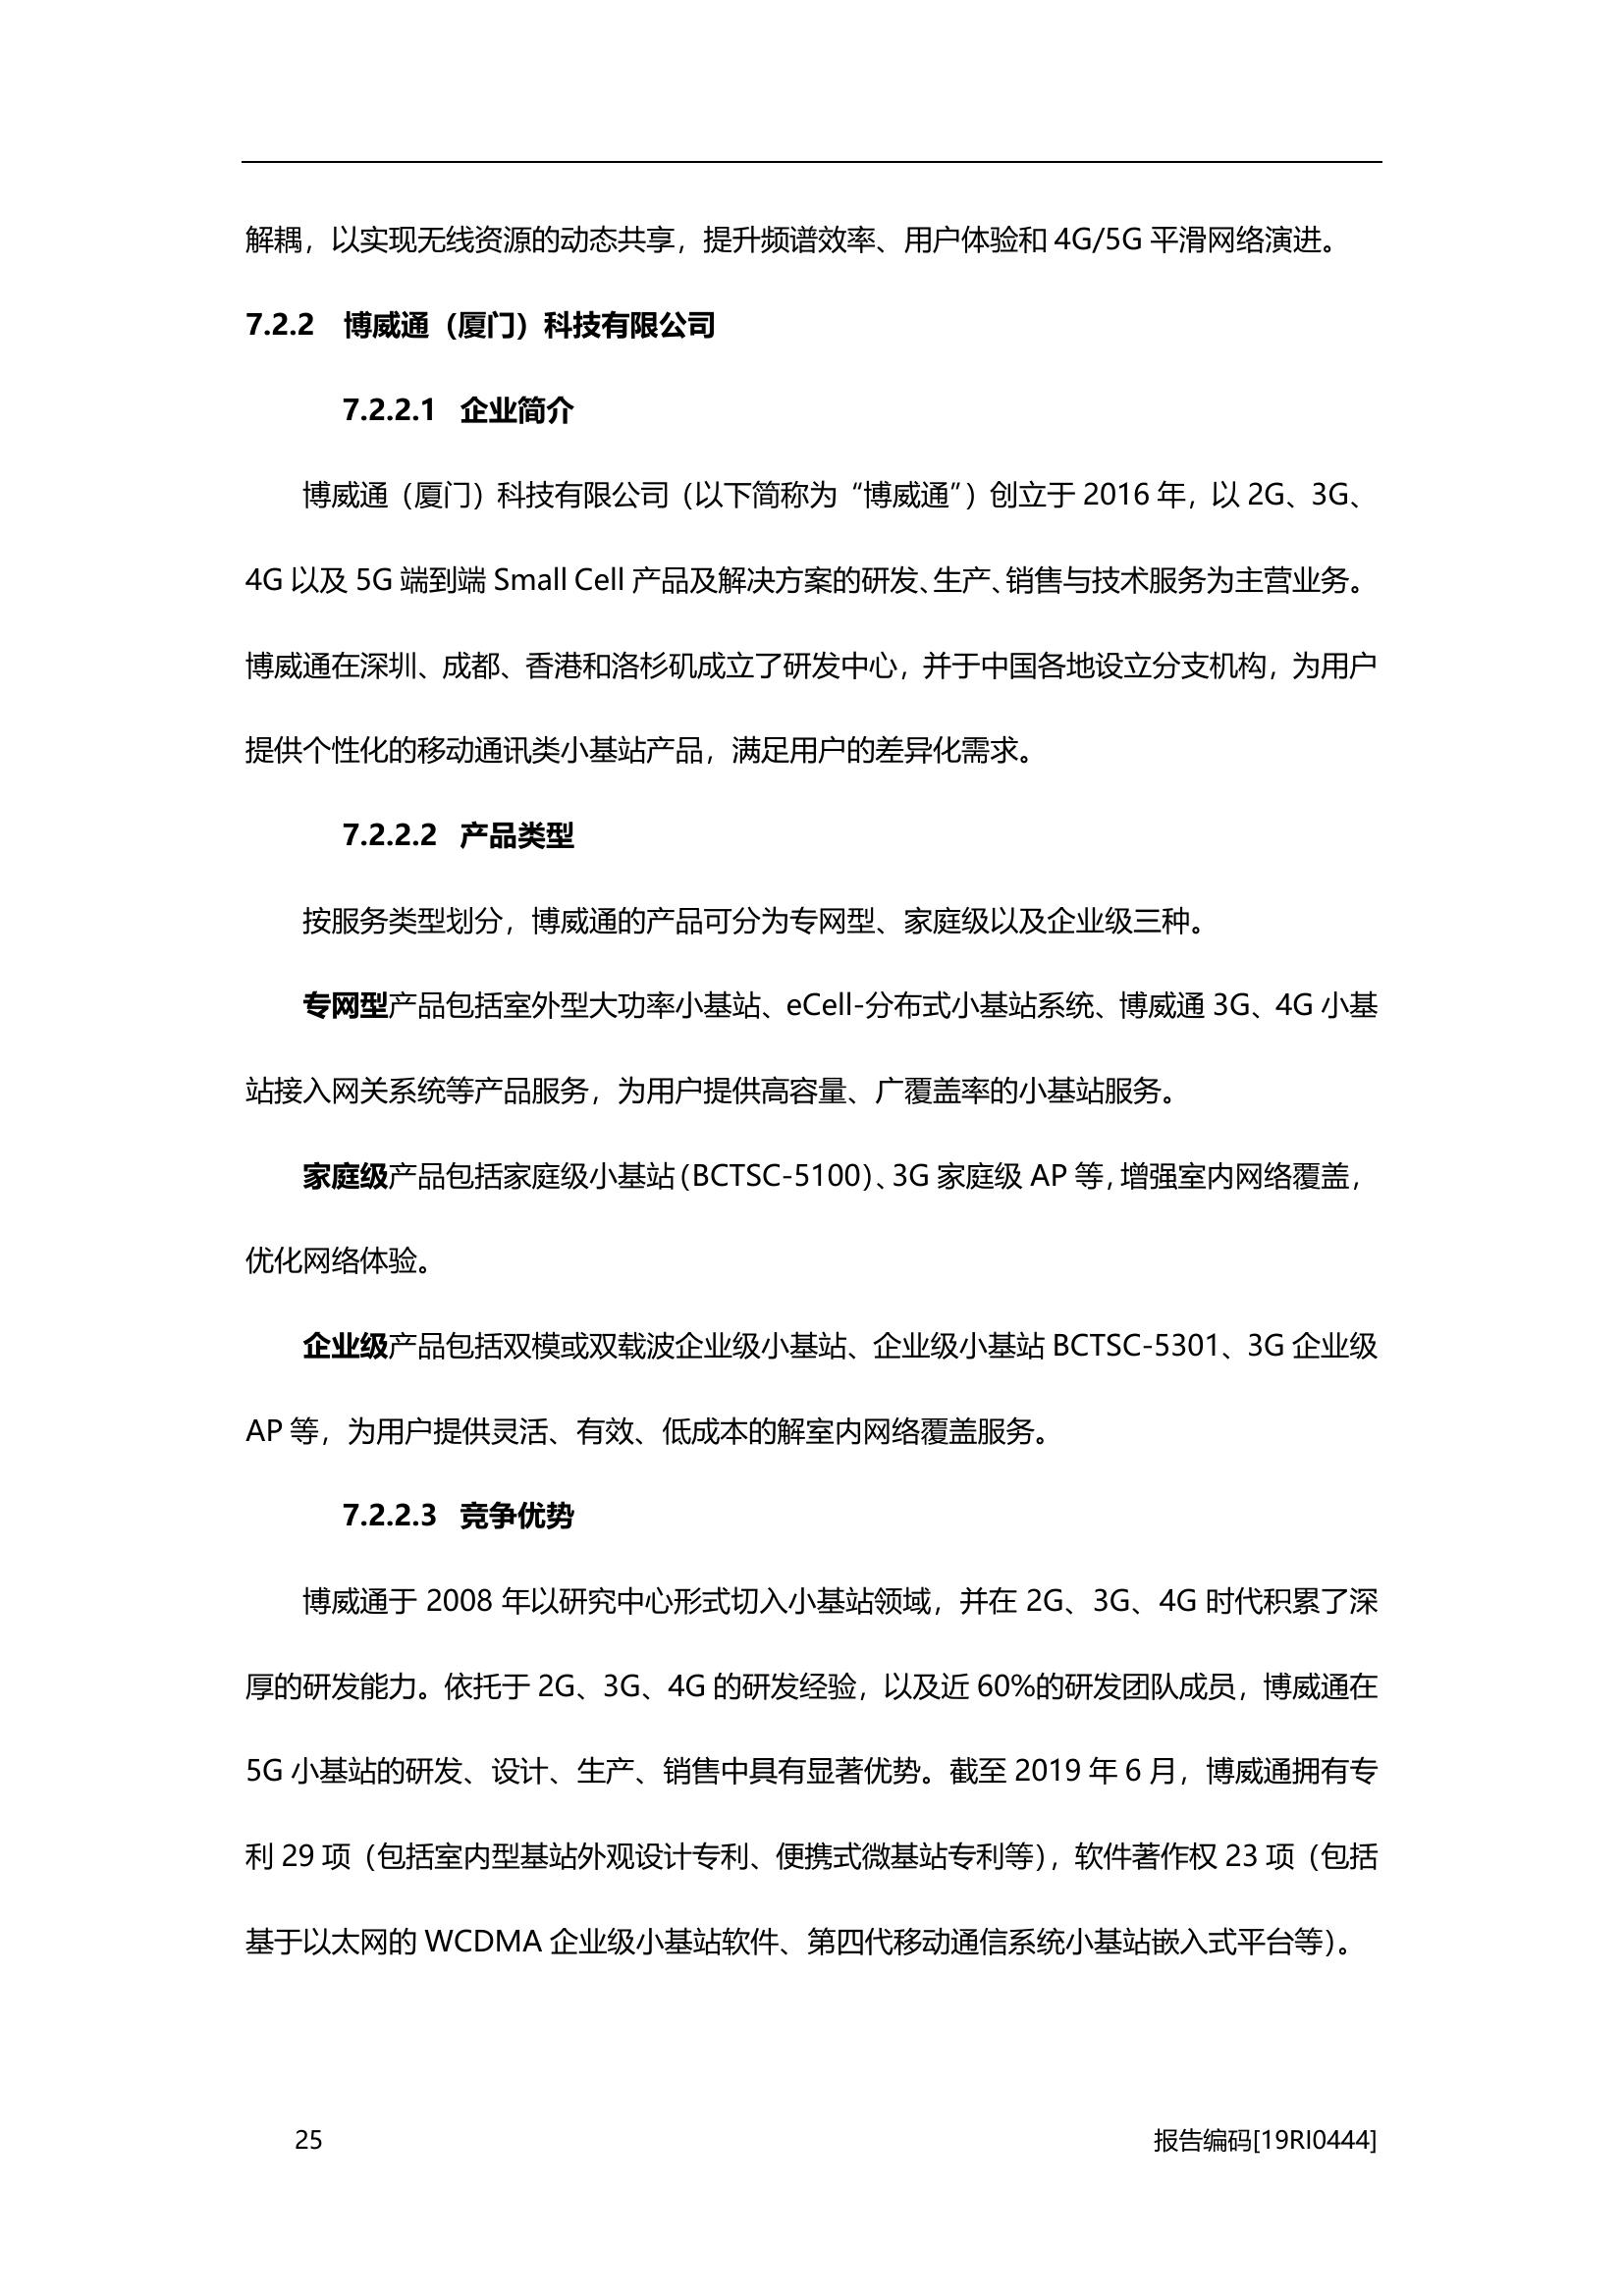 解耦，以实现无线资源的动态共享，提升频谱效率、用户体验和 4G/5G 平滑网络演进。
7.2.2 博威通（厦门）科技有限公司
7.2.2.1 企业简介
博威通（厦门）科技有限公司（以下简称为“博威通”）创立于 2016 年，以 2G、3G、
4G 以及 5G 端到端 Small Cell 产品及解决方案的研发、生产、销售与技术服务为主营业务。
博威通在深圳、成都、香港和洛杉矶成立了研发中心，并于中国各地设立分支机构，为用户
提供个性化的移动通讯类小基站产品，满足用户的差异化需求。
7.2.2.2 产品类型
按服务类型划分，博威通的产品可分为专网型、家庭级以及企业级三种。
专网型产品包括室外型大功率小基站、eCell-分布式小基站系统、博威通 3G、4G 小基
站接入网关系统等产品服务，为用户提供高容量、广覆盖率的小基站服务。
家庭级产品包括家庭级小基站（BCTSC-5100）、3G 家庭级 AP 等，增强室内网络覆盖，
优化网络体验。
企业级产品包括双模或双载波企业级小基站、企业级小基站 BCTSC-5301、3G 企业级
AP 等，为用户提供灵活、有效、低成本的解室内网络覆盖服务。
7.2.2.3 竞争优势
博威通于 2008 年以研究中心形式切入小基站领域，并在 2G、3G、4G 时代积累了深
厚的研发能力。依托于 2G、3G、4G 的研发经验，以及近 60%的研发团队成员，博威通在
5G 小基站的研发、设计、生产、销售中具有显著优势。截至 2019 年 6 月，博威通拥有专
利 29 项（包括室内型基站外观设计专利、便携式微基站专利等），软件著作权 23 项（包括
基于以太网的 WCDMA 企业级小基站软件、第四代移动通信系统小基站嵌入式平台等）。
25 报告编码[19RI0444]